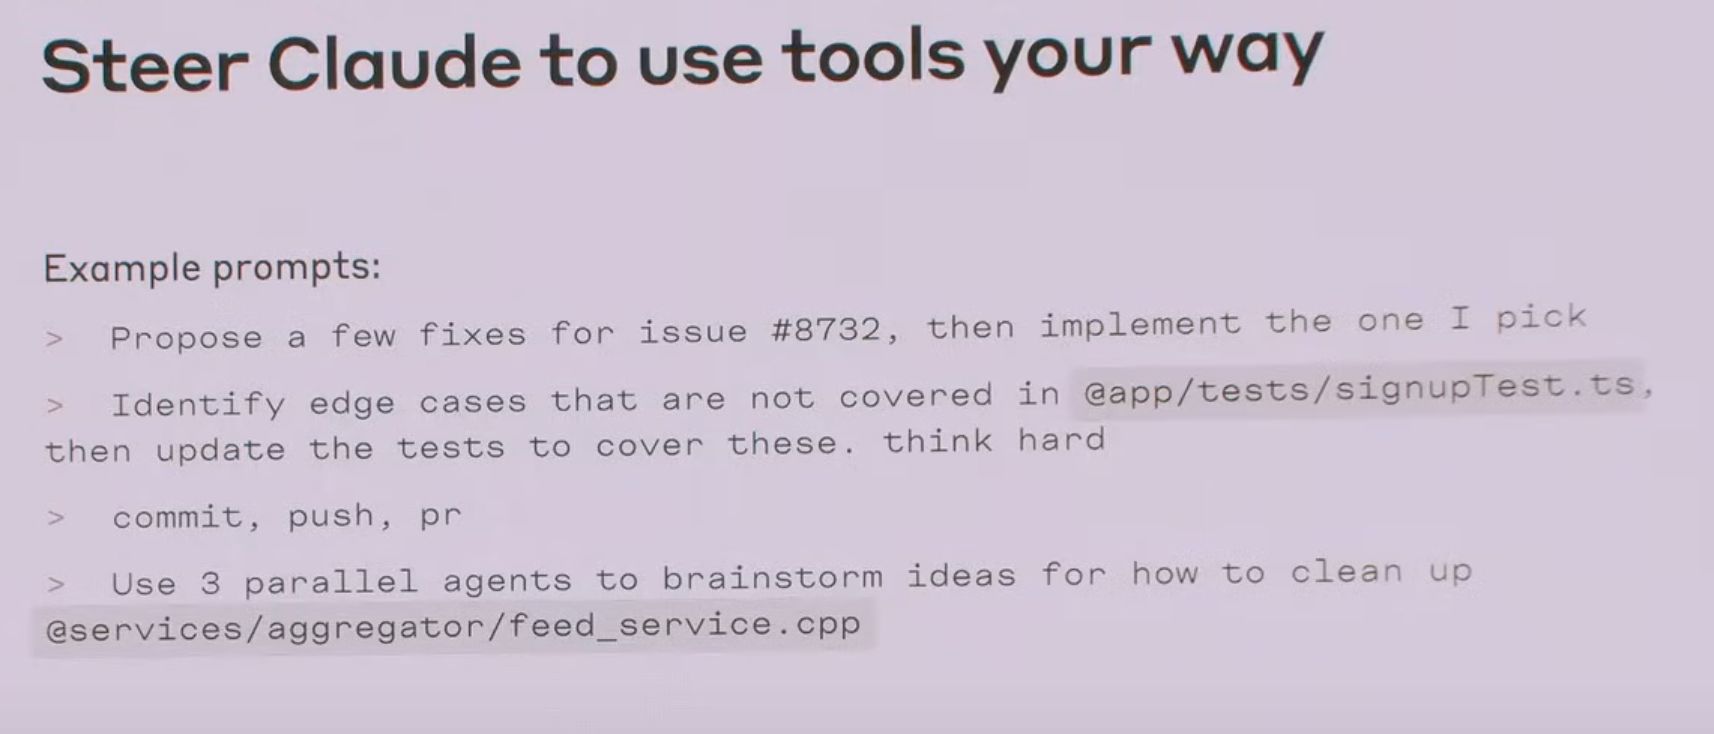 Steer Claude to use tools your way
Example prompts:
> Propose a few fixes for issue #8732, then implement the one I pick
> Identify edge cases that are not covered in @app/tests/signupTest.ts,
then update the tests to cover these. think hard
> commit, push, pr
> Use 3 parallel agents to brainstorm ideas for how to clean up
@services/aggregator/feed_service.cpp